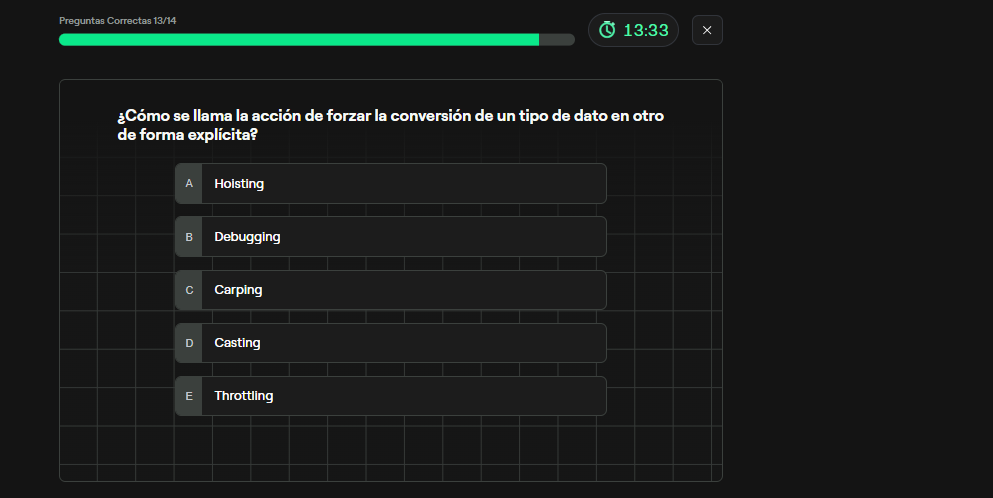 Preguntas Correctas 13/14
13:33
¿Cómo se llama la acción de forzar la conversión de un tipo de dato en otro
de forma explícita?
A Hoisting
B Debugging
C Carping
D Casting
E Throttling